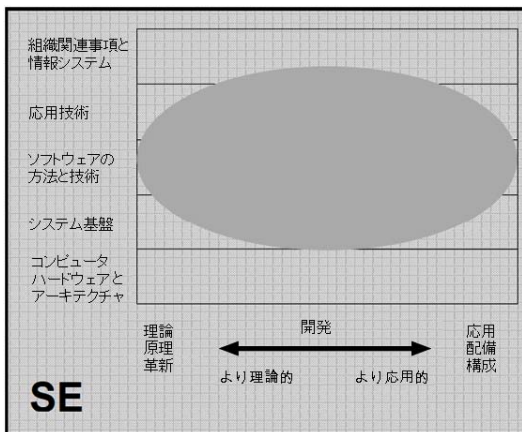 組織関連事項と
情報システム
応用技術
ソフトウェアの
方法と技術
システム基盤
コンピュータ
ハードウェアと
アーキテクチャ
理論
原理
革新
開発
応用
配備
構成
より理論的
より応用的
SE